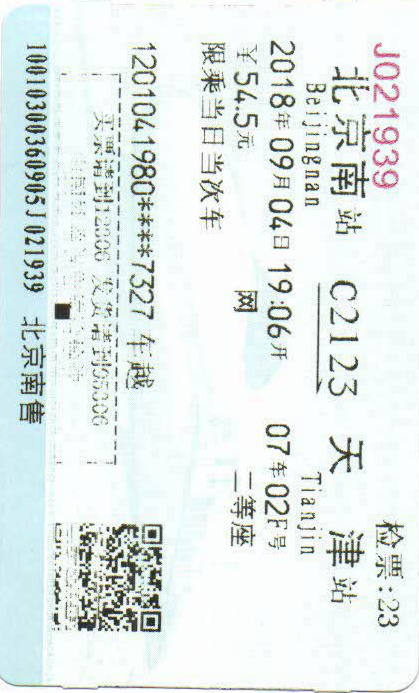 J021939 检票:23
北京南站 C2123 天津站
Beijingnan Tianjin
2018年09月04日19:06开 07车02F号
￥54.5元 网 二等座
限乘当日当次车
1201041980****7327 车越
买票请到12306 发货请到95306
10010300360905J021939 北京南售